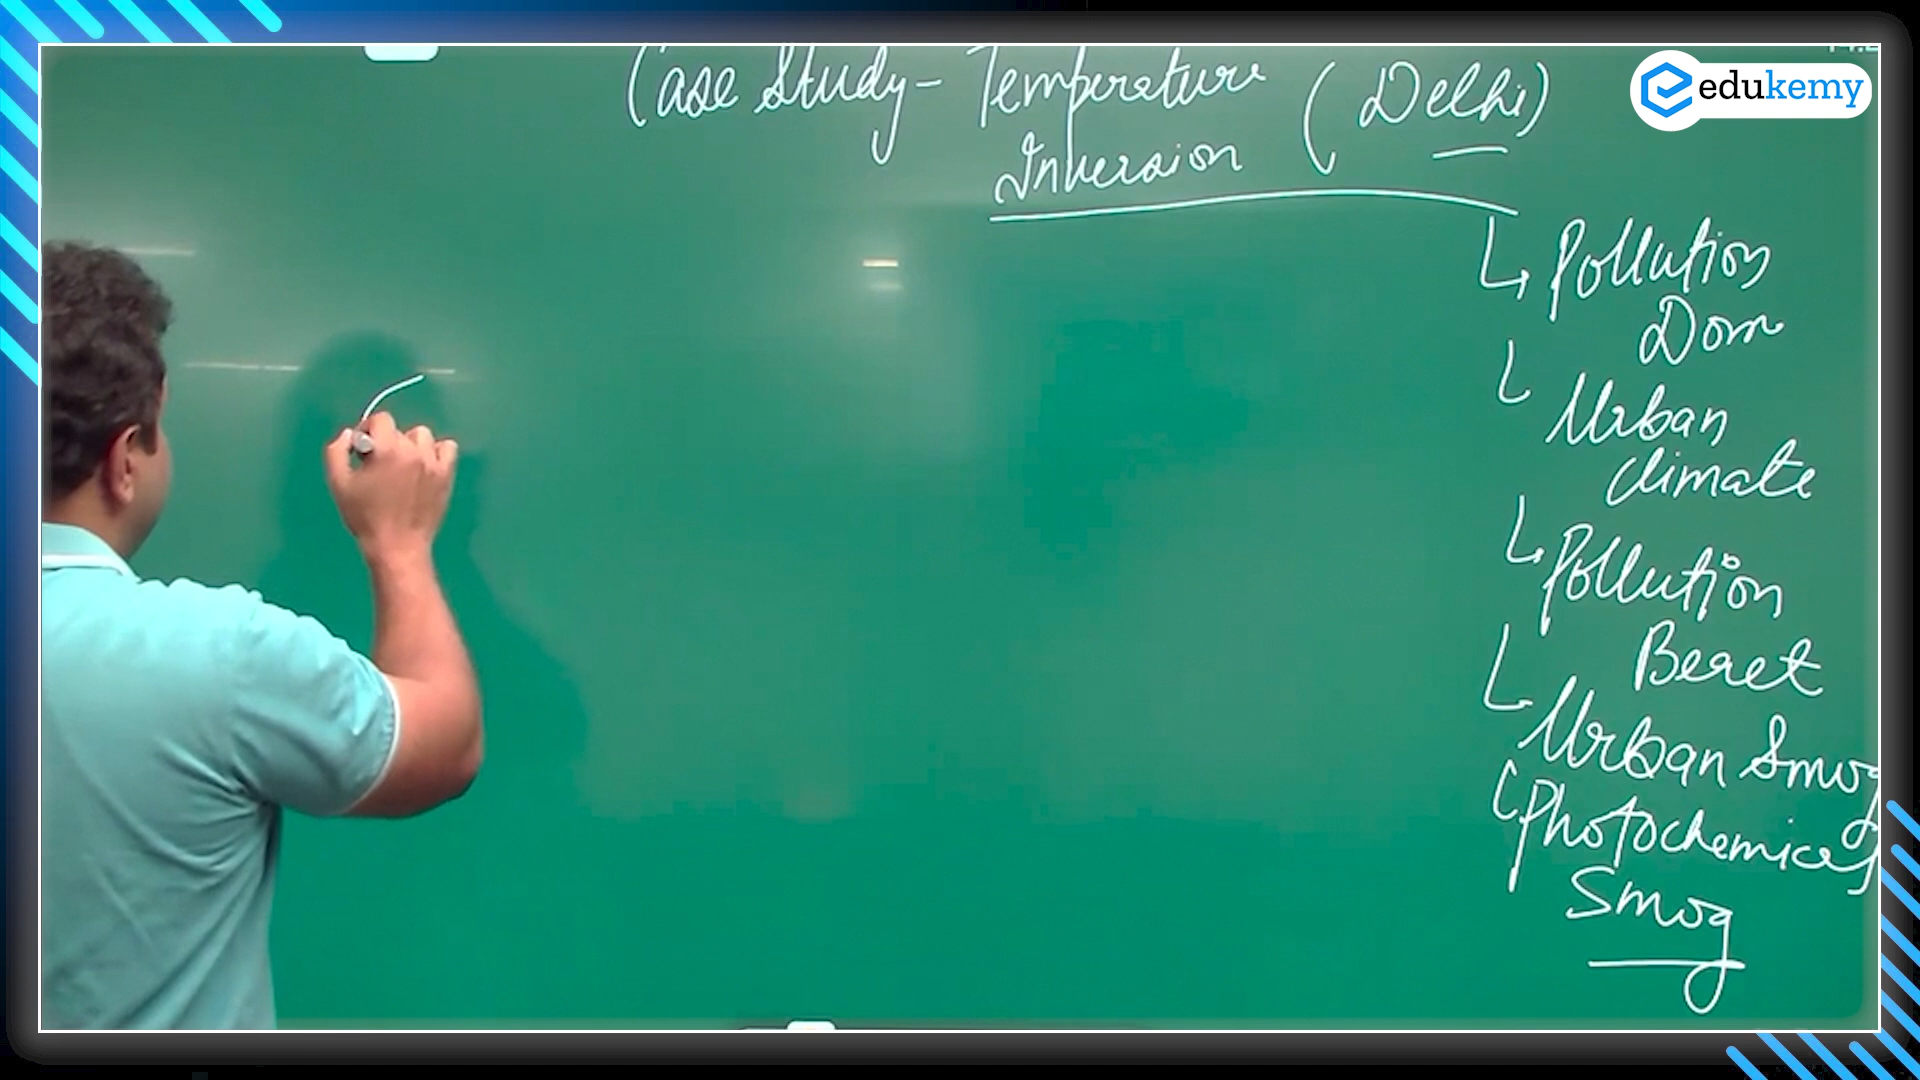 Case Study - Temperature (Delhi)
Inversion
edukemy
↳ Pollution
Dom
Urban
climate
↳ Pollution
Beret
Urban Smog
Photochemical
Smog